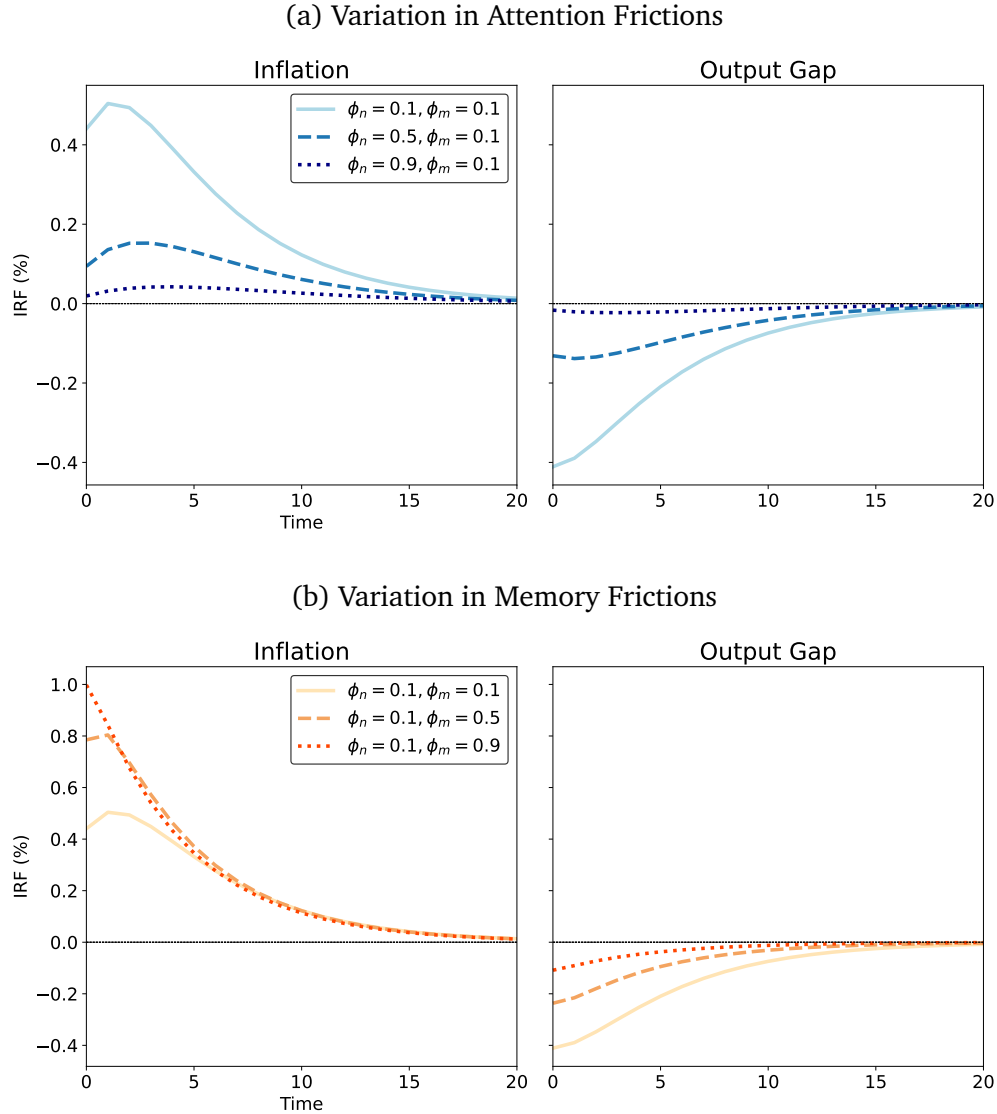 (a) Variation in Attention Frictions
Inflation
Output Gap
ϕn = 0.1, ϕm = 0.1
ϕn = 0.5, ϕm = 0.1
ϕn = 0.9, ϕm = 0.1
IRF (%)
0.4
0.2
0.0
−0.2
−0.4
0 5 10 15 20
0 5 10 15 20
Time
(b) Variation in Memory Frictions
Inflation
Output Gap
ϕn = 0.1, ϕm = 0.1
ϕn = 0.1, ϕm = 0.5
ϕn = 0.1, ϕm = 0.9
IRF (%)
1.0
0.8
0.6
0.4
0.2
0.0
−0.2
−0.4
0 5 10 15 20
0 5 10 15 20
Time